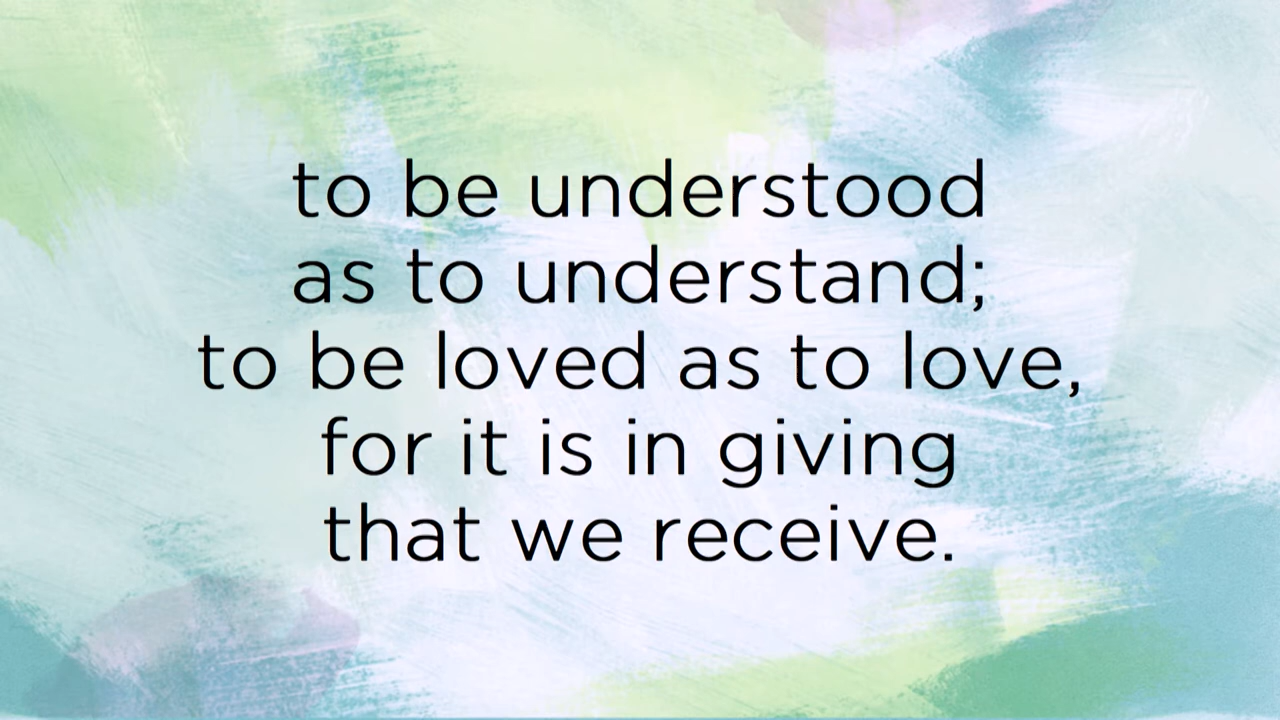 to be understood
as to understand;
to be loved as to love,
for it is in giving
that we receive.